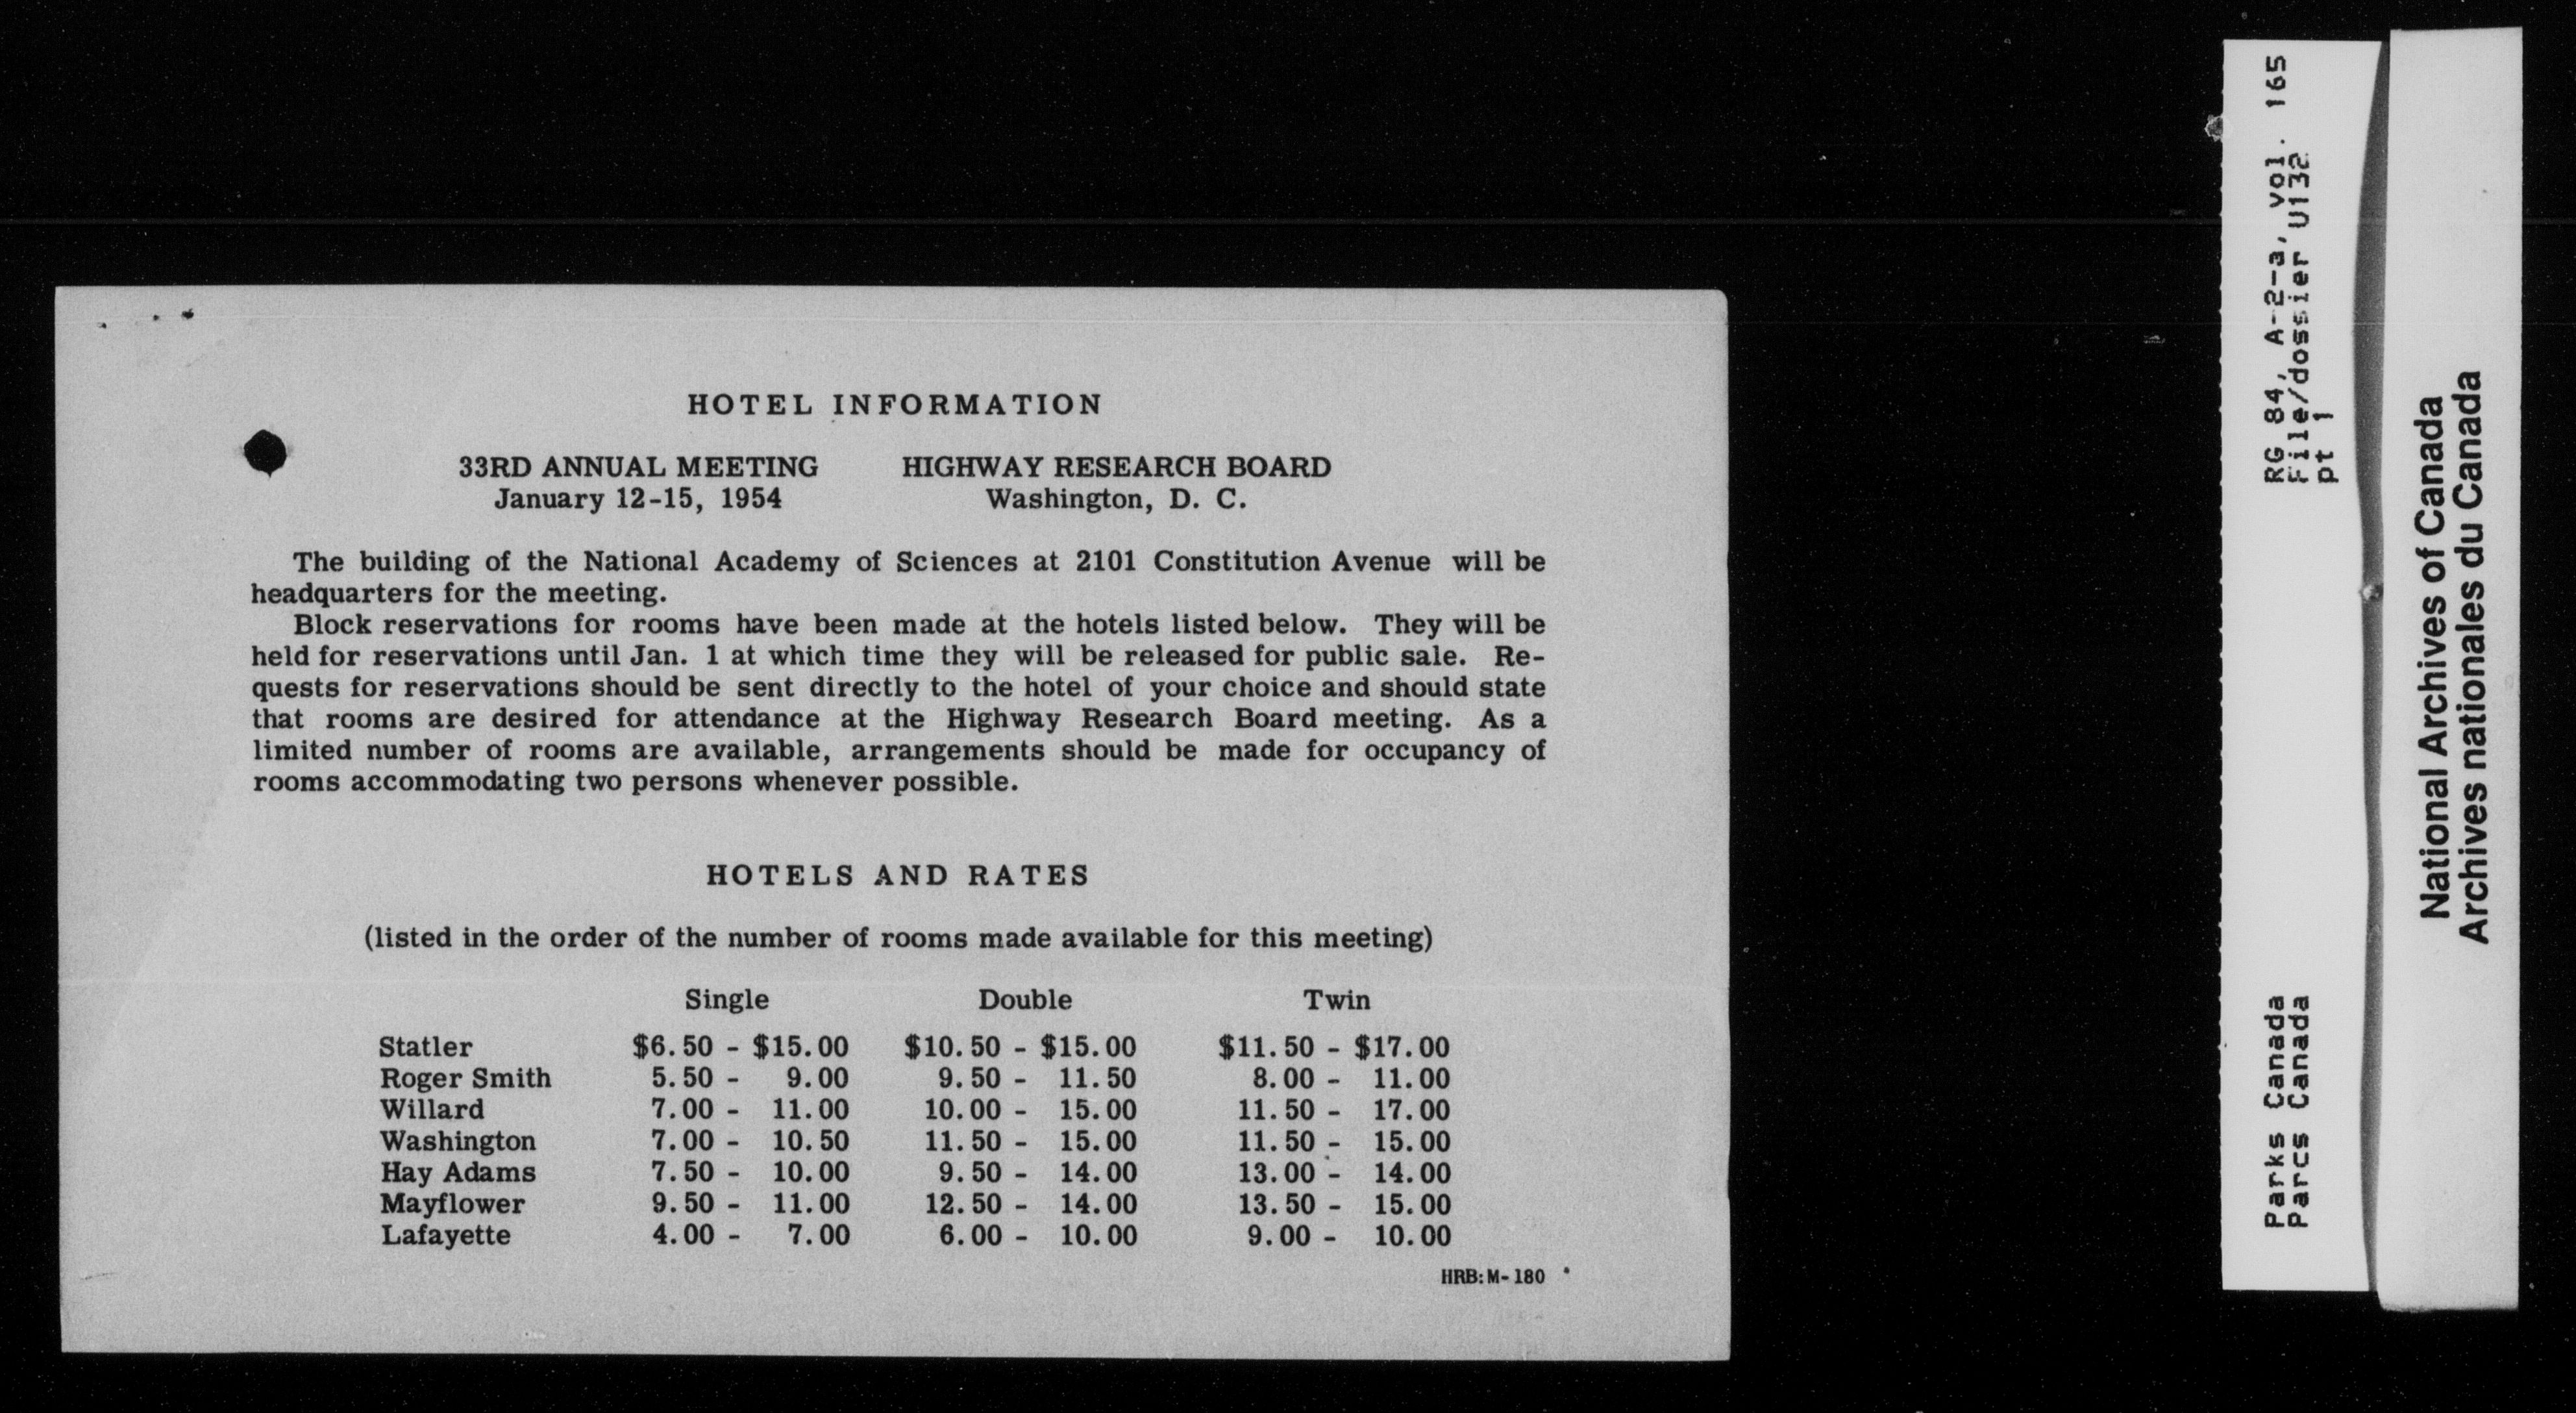 HOTEL INFORMATION
33RD ANNUAL MEETING HIGHWAY RESEARCH BOARD
January 12-15, 1954 Washington, D. C.
The building of the National Academy of Sciences at 2101 Constitution Avenue will be
headquarters for the meeting.
Block reservations for rooms have been made at the hotels listed below. They will be
held for reservations until Jan. 1 at which time they will be released for public sale. Re-
quests for reservations should be sent directly to the hotel of your choice and should state
that rooms are desired for attendance at the Highway Research Board meeting. As a
limited number of rooms are available, arrangements should be made for occupancy of
rooms accommodating two persons whenever possible.
HOTELS AND RATES
(listed in the order of the number of rooms made available for this meeting)
Single Double Twin
Statler $6.50 - $15.00 $10.50 - $15.00 $11.50 - $17.00
Roger Smith 5.50 - 9.00 9.50 - 11.50 8.00 - 11.00
Willard 7.00 - 11.00 10.00 - 15.00 11.50 - 17.00
Washington 7.00 - 10.50 11.50 - 15.00 11.50 - 15.00
Hay Adams 7.50 - 10.00 9.50 - 14.00 13.00 - 14.00
Mayflower 9.50 - 11.00 12.50 - 14.00 13.50 - 15.00
Lafayette 4.00 - 7.00 6.00 - 10.00 9.00 - 10.00
HRB:M-180
Parks Canada RG 84, A-2-a, vol. 165
Parcs Canada File/dossier U132
pt 1
National Archives of Canada
Archives nationales du Canada